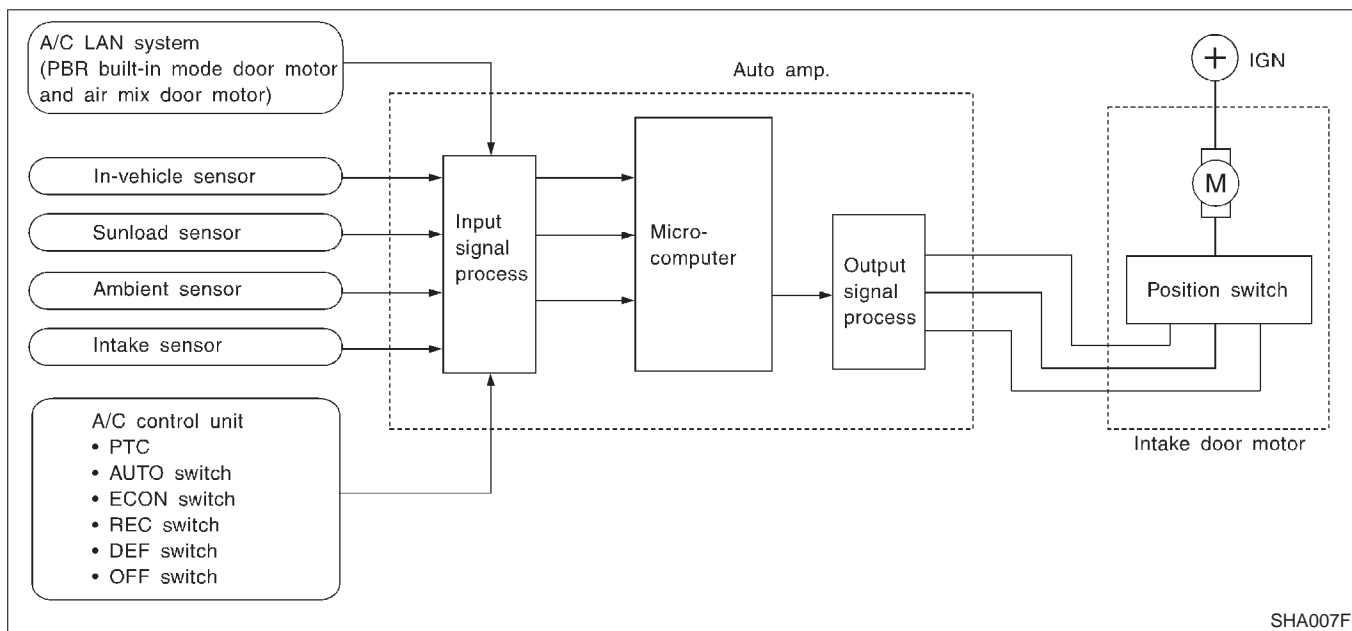 A/C LAN system
(PBR built-in mode door motor
and air mix door motor)
Auto amp.
IGN
In-vehicle sensor
Sunload sensor
Ambient sensor
Intake sensor
Input
signal
process
Micro-
computer
Output
signal
process
M
Position switch
Intake door motor
A/C control unit
• PTC
• AUTO switch
• ECON switch
• REC switch
• DEF switch
• OFF switch
SHA007F